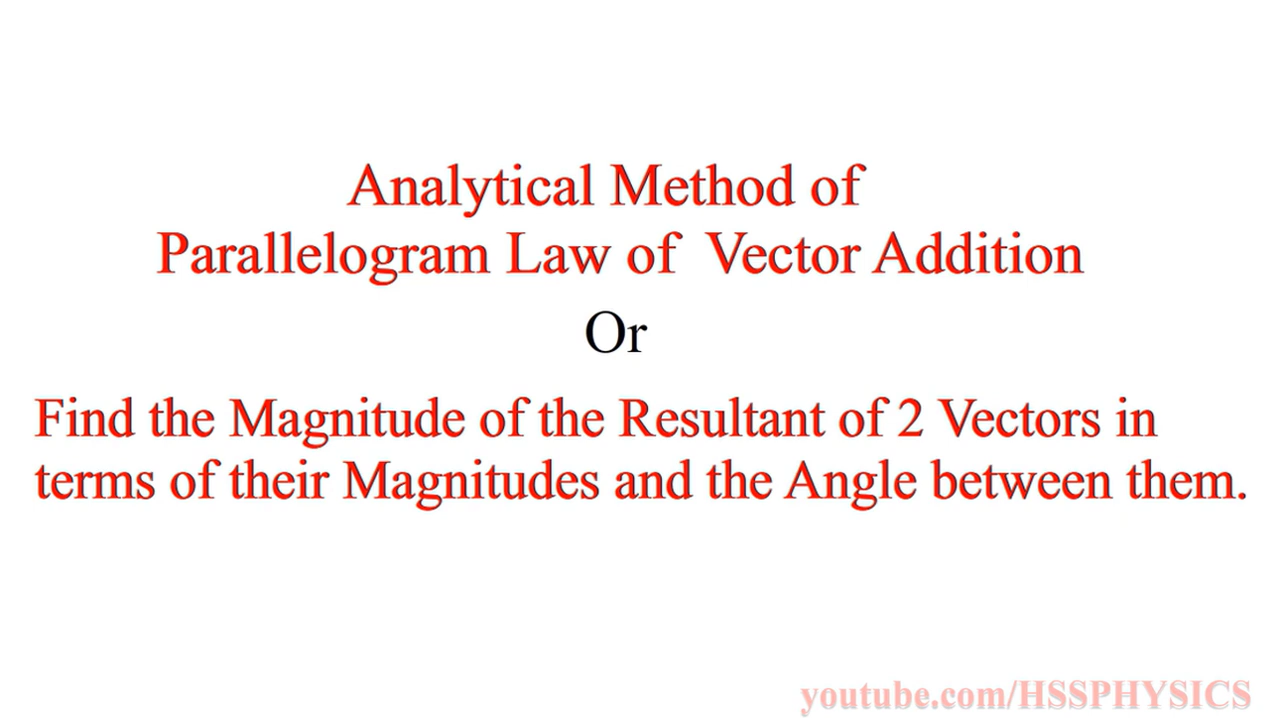 Analytical Method of
Parallelogram Law of Vector Addition
Or
Find the Magnitude of the Resultant of 2 Vectors in
terms of their Magnitudes and the Angle between them.
youtube.com/HSSPHYSICS